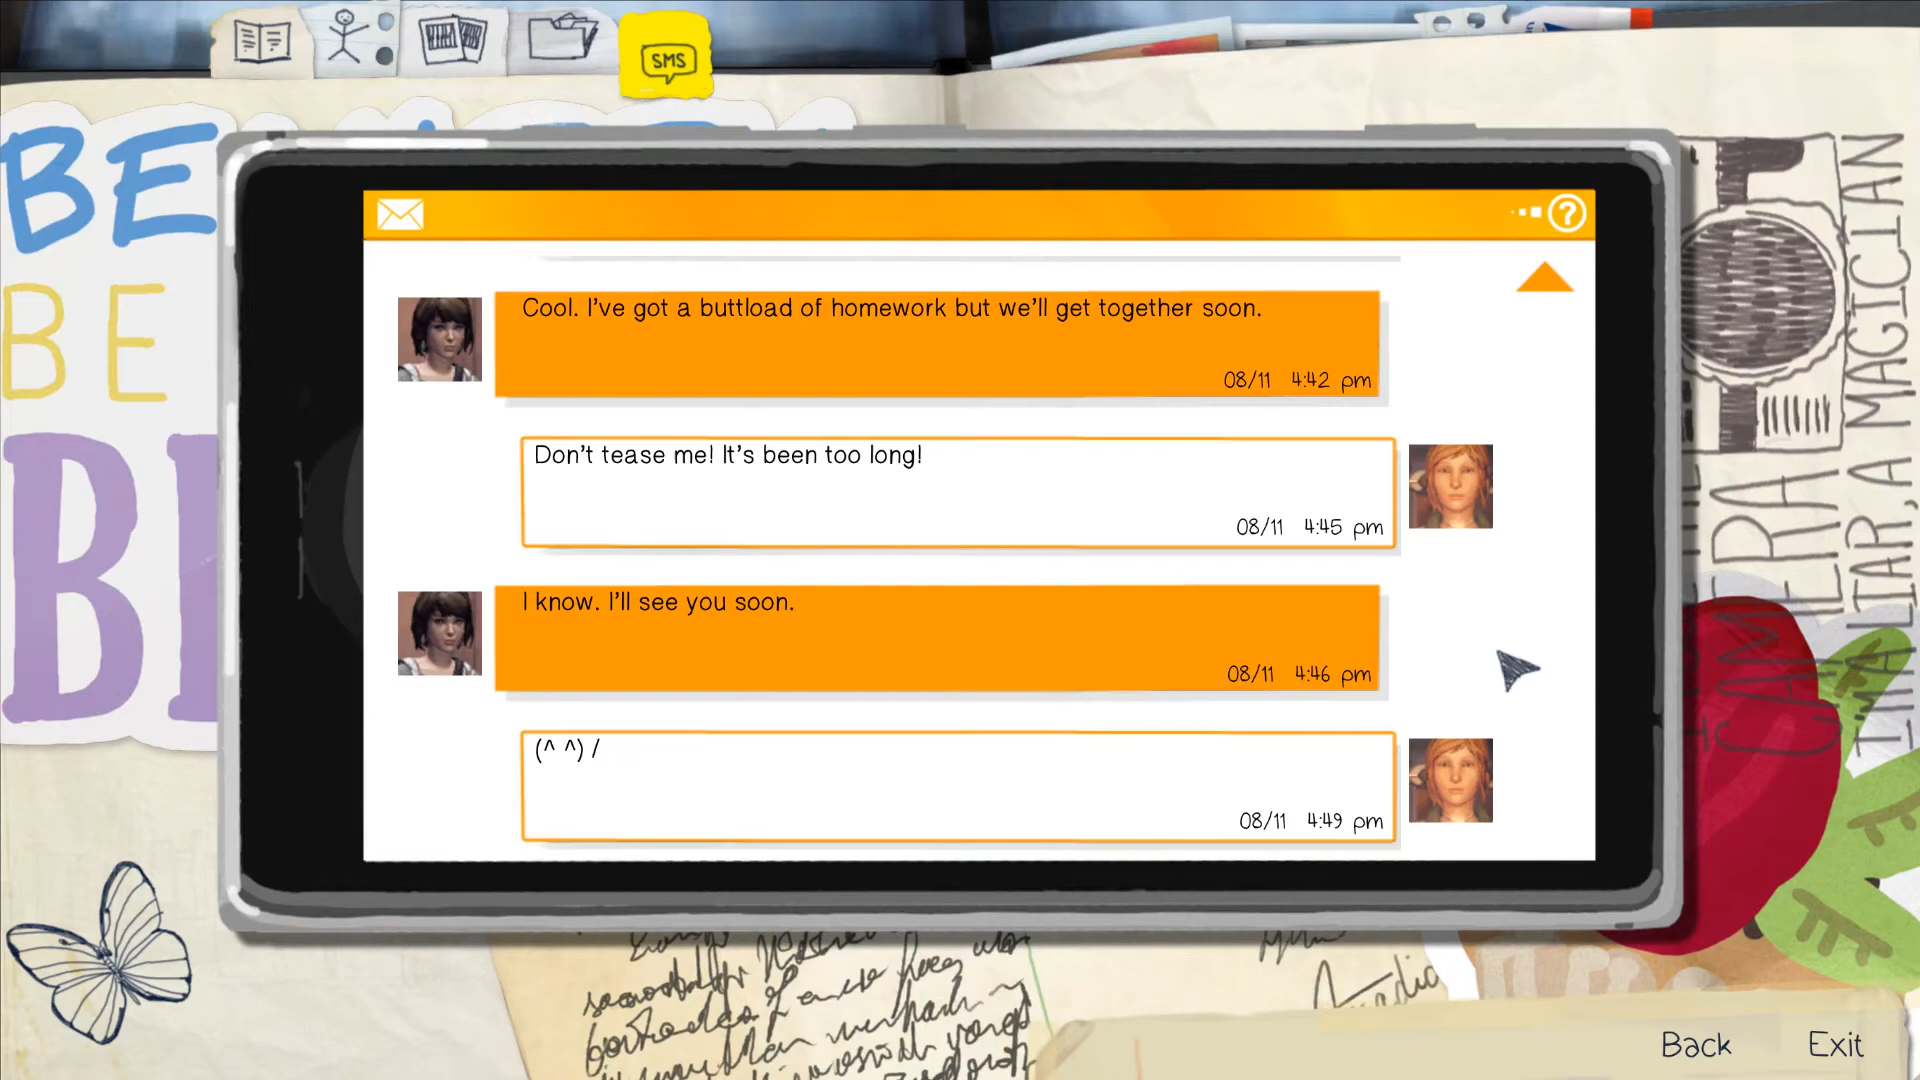 SMS
BE
BE
Cool. I've got a buttload of homework but we'll get together soon.
08/11 4:42 pm
Don't tease me! It's been too long!
08/11 4:45 pm
I know. I'll see you soon.
08/11 4:46 pm
(^ ^) /
08/11 4:49 pm
?
I'M A LIAR, A MAGICIAN
Back
Exit